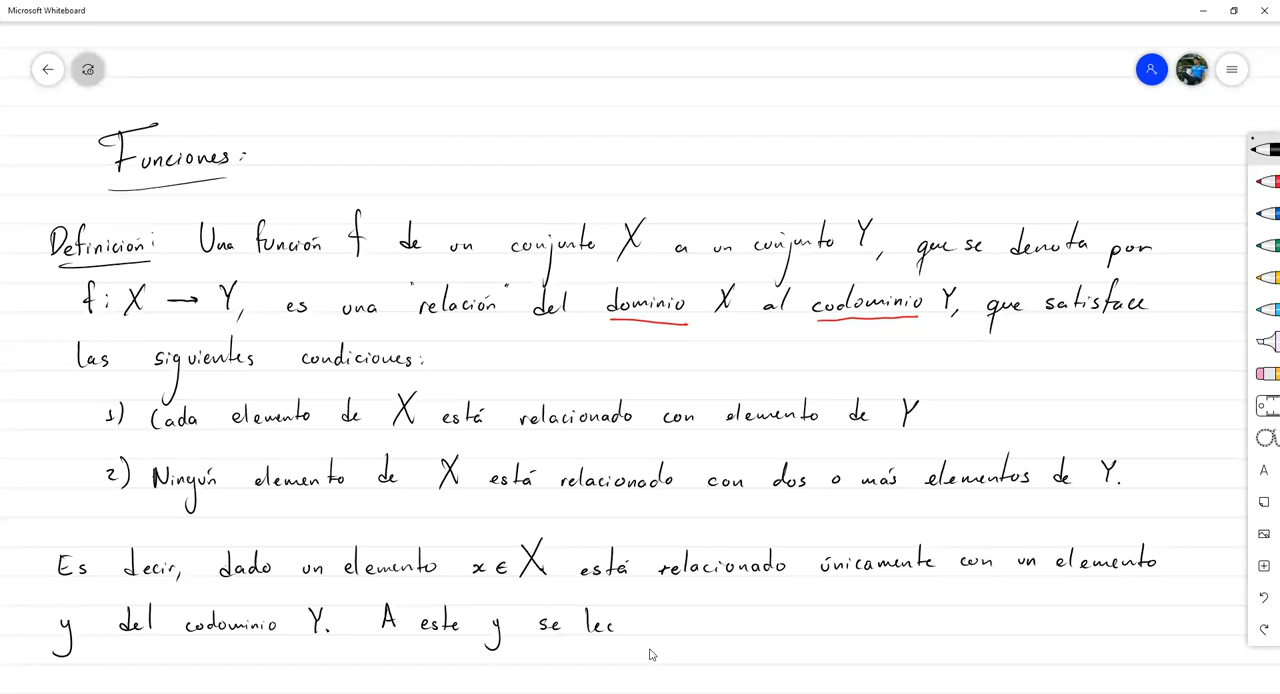 Microsoft Whiteboard
Funciones:
Definición: Una función f de un conjunto X a un conjunto Y, que se denota por
f: X → Y, es una "relación" del dominio X al codominio Y, que satisface
las siguientes condiciones:
1) Cada elemento de X está relacionado con elemento de Y
2) Ningún elemento de X está relacionado con dos o más elementos de Y.
Es decir, dado un elemento x ∈ X está relacionado únicamente con un elemento
y del codominio Y. A este y se lec
A